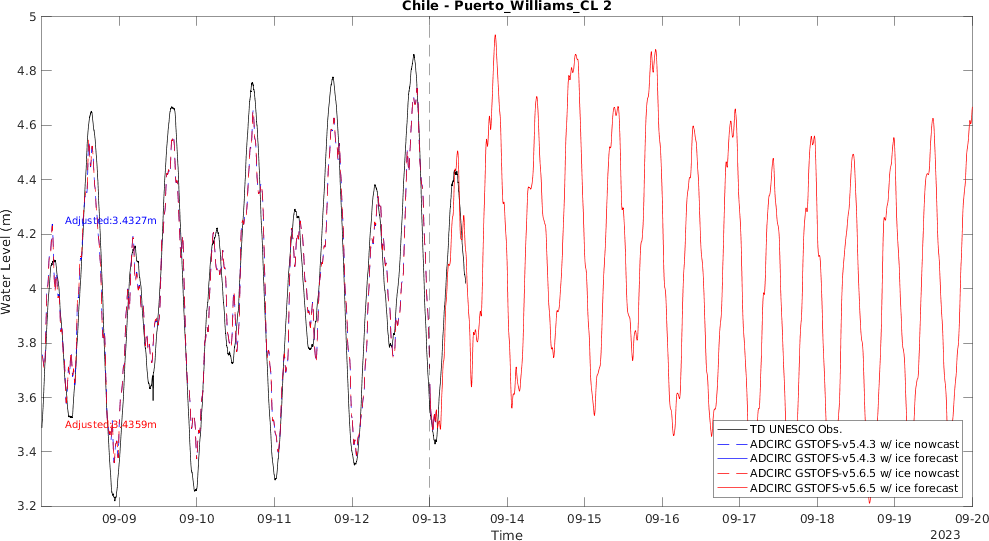 Chile - Puerto_Williams_CL 2
5
4.8
4.6
4.4
4.2
4
3.8
3.6
3.4
3.2
Water Level (m)
Adjusted:3.4327m
Adjusted:3.4359m
TD UNESCO Obs.
ADCIRC GSTOFS-v5.4.3 w/ ice nowcast
ADCIRC GSTOFS-v5.4.3 w/ ice forecast
ADCIRC GSTOFS-v5.6.5 w/ ice nowcast
ADCIRC GSTOFS-v5.6.5 w/ ice forecast
09-09 09-10 09-11 09-12 09-13 09-14 09-15 09-16 09-17 09-18 09-19 09-20
Time
2023